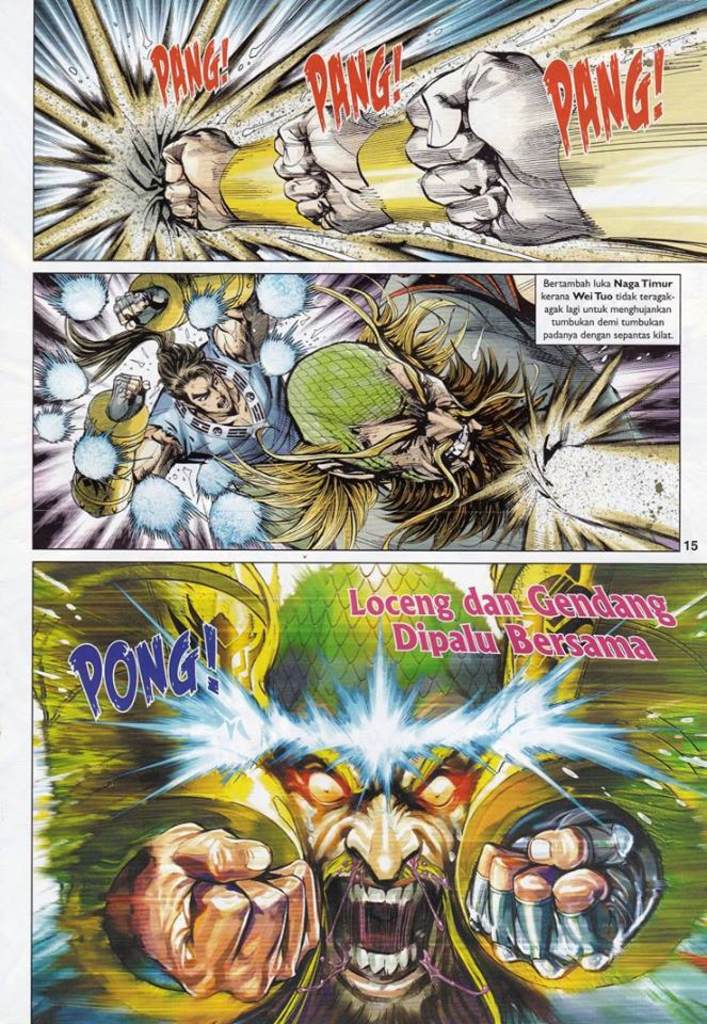 PANG!
PANG!
PANG!
Bertambah luka Naga Timur
kerana Wei Tuo tidak teragak-
agak lagi untuk menghujankan
tumbukan demi tumbukan
padanya dengan sepantas kilat.
15
Loceng dan Gendang
Dipalu Bersama
PONG!